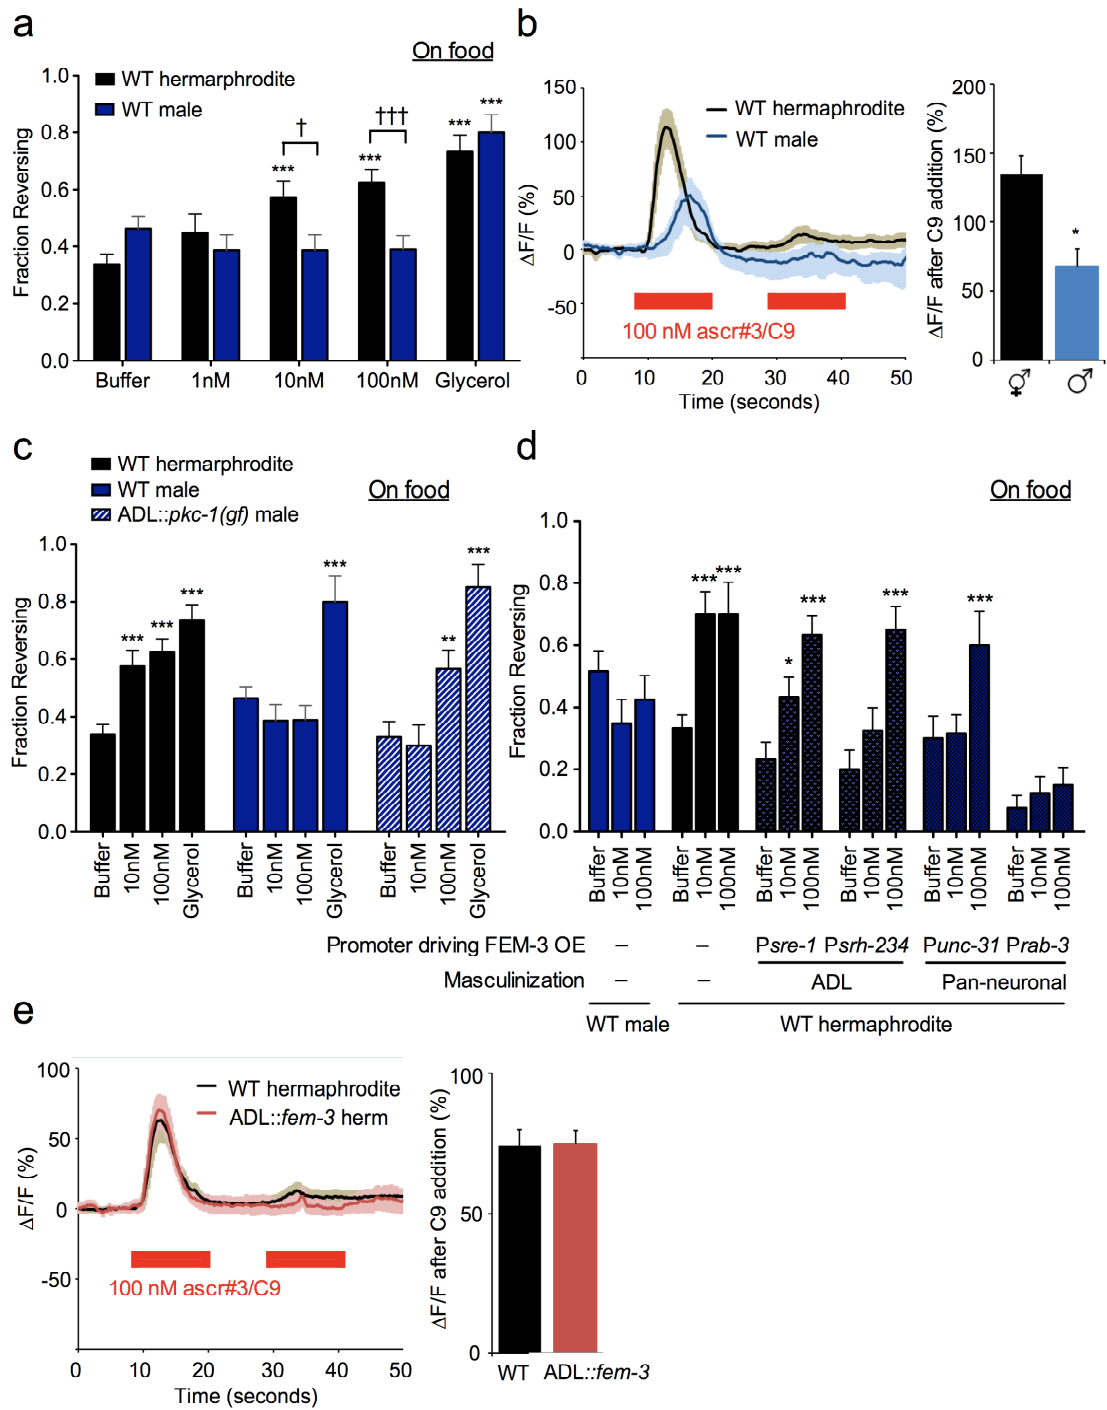 a
On food
WT hermarphrodite
WT male
Fraction Reversing
1.0
0.8
0.6
0.4
0.2
0.0
***
†
***
†††
***
***
Buffer 1nM 10nM 100nM Glycerol
b
WT hermaphrodite
WT male
ΔF/F (%)
150
100
50
0
-50
100 nM ascr#3/C9
0 10 20 30 40 50
Time (seconds)
ΔF/F after C9 addition (%)
200
150
100
50
0
*
⚥ ♂
c
WT hermarphrodite
WT male
ADL::pkc-1(gf) male
On food
Fraction Reversing
1.0
0.8
0.6
0.4
0.2
0.0
*** *** *** *** ** ***
Buffer 10nM 100nM Glycerol Buffer 10nM 100nM Glycerol Buffer 10nM 100nM Glycerol
d
On food
Fraction Reversing
1.0
0.8
0.6
0.4
0.2
0.0
*** *** * *** *** ***
Buffer 10nM 100nM Buffer 10nM 100nM Buffer 10nM 100nM Buffer 10nM 100nM Buffer 10nM 100nM Buffer 10nM 100nM
Promoter driving FEM-3 OE – – Psre-1 Psrh-234 Punc-31 Prab-3
Masculinization – – ADL Pan-neuronal
WT male WT hermaphrodite
e
WT hermaphrodite
ADL::fem-3 herm
ΔF/F (%)
100
50
0
-50
100 nM ascr#3/C9
0 10 20 30 40 50
Time (seconds)
ΔF/F after C9 addition (%)
100
50
0
WT ADL::fem-3